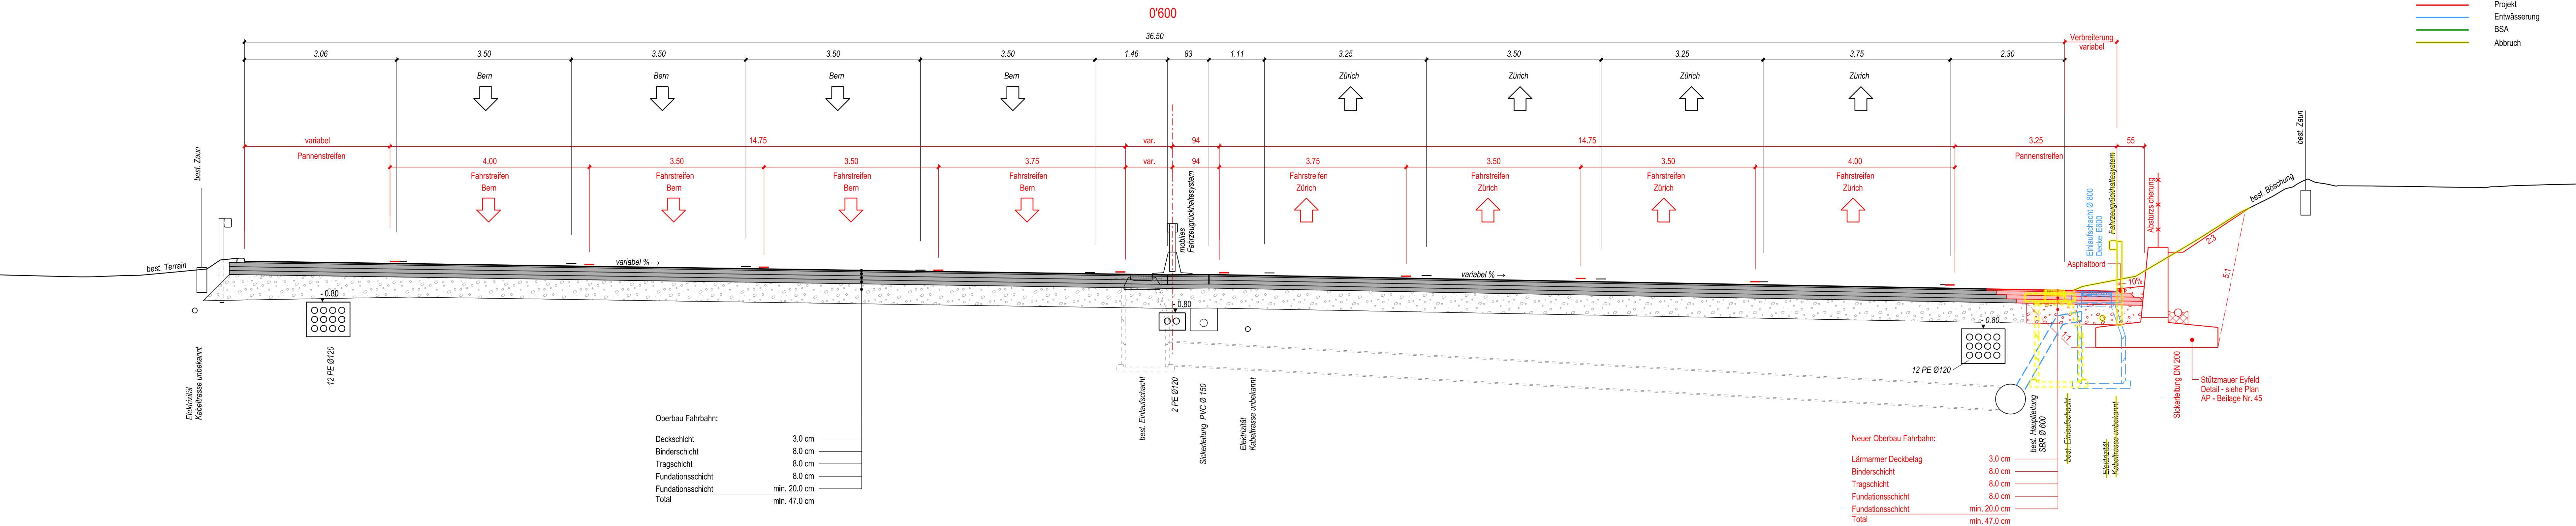 0'600
Projekt
Entwässerung
BSA
Abbruch
36.50
Verbreiterung
variabel
3.06
3.50
3.50
3.50
3.50
1.46
83
1.11
3.25
3.50
3.25
3.75
2.30
Bern
Bern
Bern
Bern
Zürich
Zürich
Zürich
Zürich
variabel
14.75
var.
94
14.75
3.25
55
Pannenstreifen
4.00
3.50
3.50
3.75
var.
94
3.75
3.50
3.50
4.00
Pannenstreifen
Fahrstreifen
Bern
Fahrstreifen
Bern
Fahrstreifen
Bern
Fahrstreifen
Bern
Fahrstreifen
Zürich
Fahrstreifen
Zürich
Fahrstreifen
Zürich
Fahrstreifen
Zürich
best. Zaun
mobiles
Fahrzeugrückhaltesystem
Einlaufschacht Ø 800
Deckel E600
Fahrzeugrückhaltesystem
Absturzsicherung
best. Böschung
best. Zaun
2:3
5:1
best. Terrain
variabel % →
variabel % →
Asphaltbord
10%
1:1
- 0.80
- 0.80
- 0.80
Elektrizität
Kabeltrasse unbekannt
12 PE Ø120
best. Einlaufschacht
2 PE Ø120
Sickerleitung PVC Ø 150
Elektrizität
Kabeltrasse unbekannt
12 PE Ø120
best. Hauptleitung
SBR Ø 600
best. Einlaufschacht
Elektrizität
Kabeltrasse unbekannt
Sickerleitung DN 200
Stützmauer Eyfeld
Detail - siehe Plan
AP - Beilage Nr. 45
Oberbau Fahrbahn:
Deckschicht 3.0 cm
Binderschicht 8.0 cm
Tragschicht 8.0 cm
Fundationsschicht 8.0 cm
Fundationsschicht min. 20.0 cm
Total min. 47.0 cm
Neuer Oberbau Fahrbahn:
Lärmarmer Deckbelag 3.0 cm
Binderschicht 8.0 cm
Tragschicht 8.0 cm
Fundationsschicht 8.0 cm
Fundationsschicht min. 20.0 cm
Total min. 47.0 cm